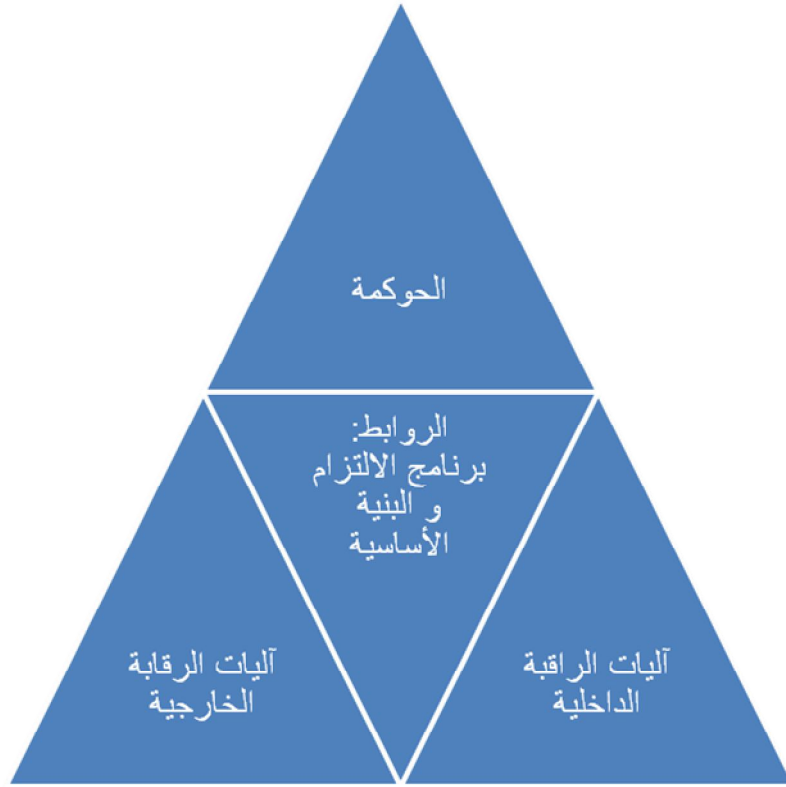 الحوكمة
الروابط:
برنامج الالتزام
و البنية
الأساسية
آليات الراقبة
الداخلية
آليات الرقابة
الخارجية